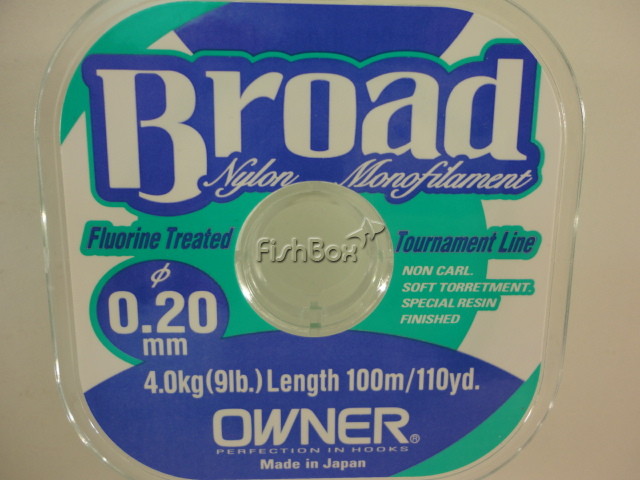 Broad
Nylon Monofilament
Fluorine Treated
FishBox
Tournament Line
NON CARL.
SOFT TORRETMENT.
SPECIAL RESIN
FINISHED
φ
0.20
mm
4.0kg(9lb.) Length 100m/110yd.
OWNER®
PERFECTION IN HOOKS
Made in Japan